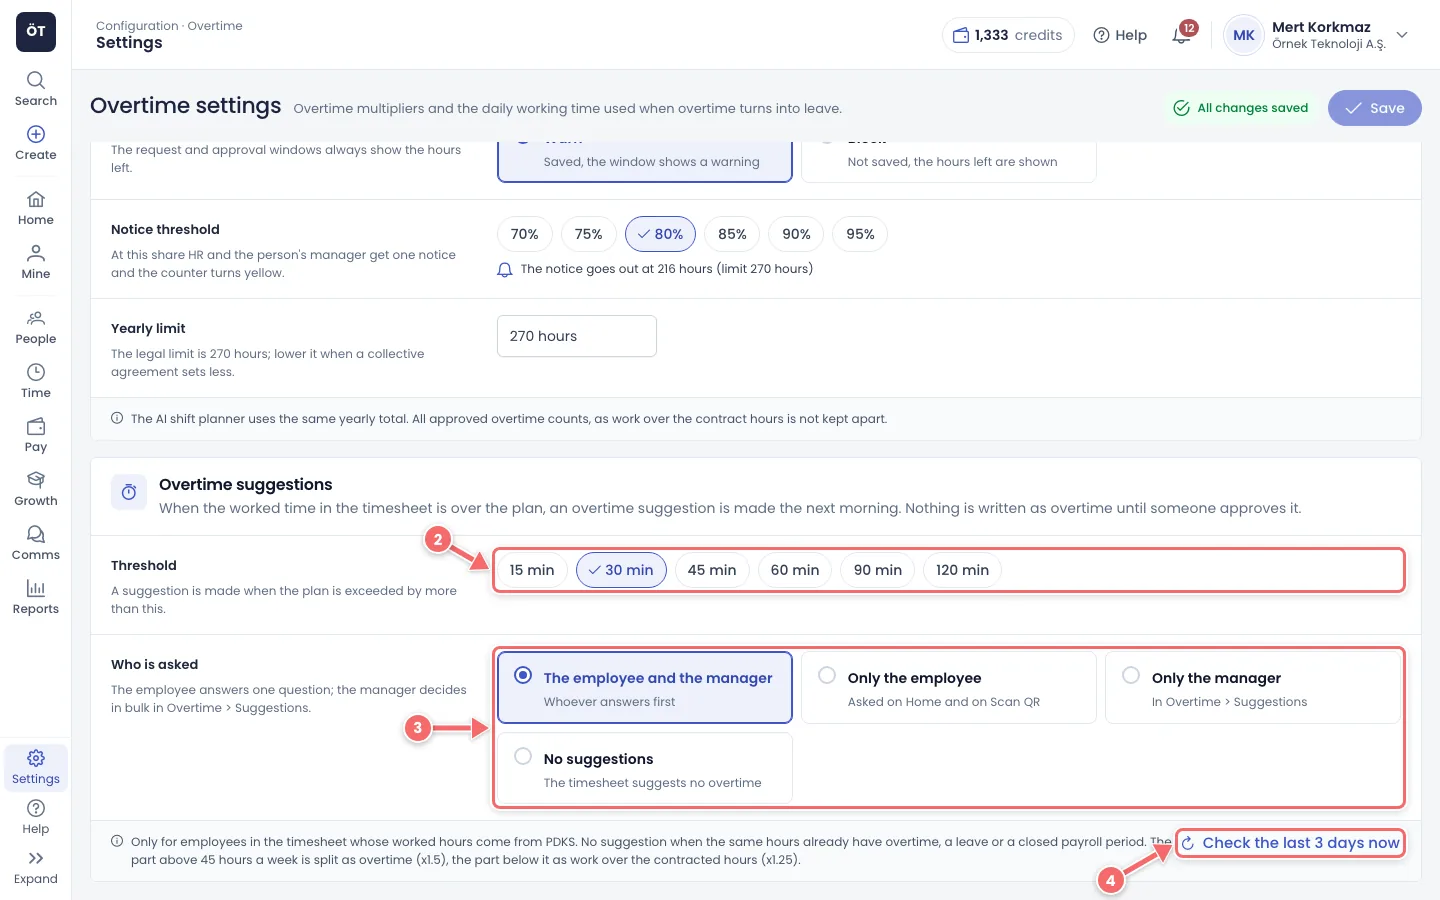 ÖT
Configuration · Overtime
Settings
1,333 credits
Help
12
MK
Mert Korkmaz
Örnek Teknoloji A.Ş.
Search
Create
Home
Mine
People
Time
Pay
Growth
Comms
Reports
Settings
Help
Expand
Overtime settings
Overtime multipliers and the daily working time used when overtime turns into leave.
All changes saved
Save
The request and approval windows always show the hours
left.
Saved, the window shows a warning
Not saved, the hours left are shown
Notice threshold
At this share HR and the person's manager get one notice
and the counter turns yellow.
70%
75%
80%
85%
90%
95%
The notice goes out at 216 hours (limit 270 hours)
Yearly limit
The legal limit is 270 hours; lower it when a collective
agreement sets less.
270 hours
The AI shift planner uses the same yearly total. All approved overtime counts, as work over the contract hours is not kept apart.
Overtime suggestions
When the worked time in the timesheet is over the plan, an overtime suggestion is made the next morning. Nothing is written as overtime until someone approves it.
2
Threshold
A suggestion is made when the plan is exceeded by more
than this.
15 min
30 min
45 min
60 min
90 min
120 min
Who is asked
The employee answers one question; the manager decides
in bulk in Overtime > Suggestions.
3
The employee and the manager
Whoever answers first
Only the employee
Asked on Home and on Scan QR
Only the manager
In Overtime > Suggestions
No suggestions
The timesheet suggests no overtime
Only for employees in the timesheet whose worked hours come from PDKS. No suggestion when the same hours already have overtime, a leave or a closed payroll period. The
part above 45 hours a week is split as overtime (x1.5), the part below it as work over the contracted hours (x1.25).
Check the last 3 days now
4